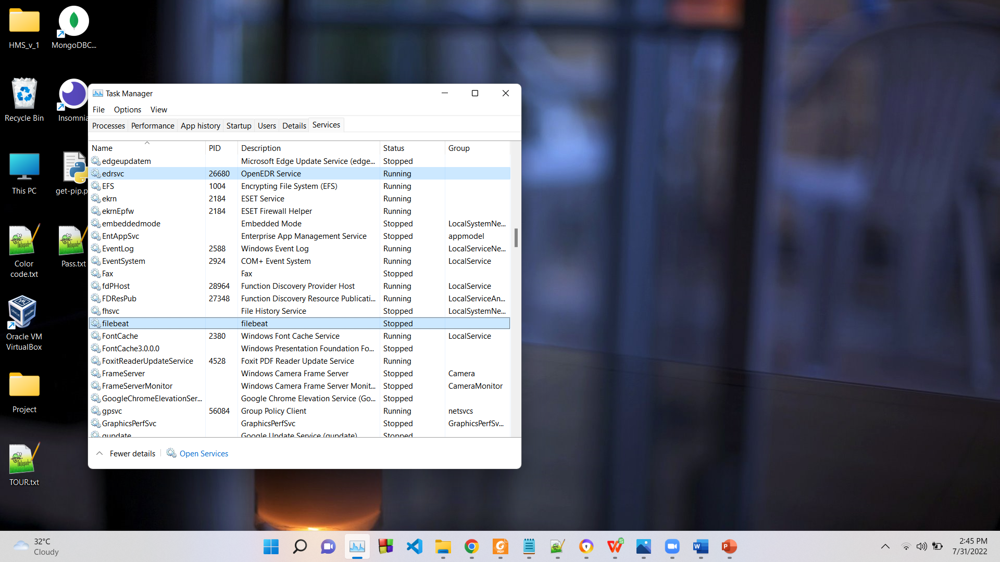 HMS_v_1
MongoDBC...
Recycle Bin
Insomnia
This PC
get-pip.p
Color
code.txt
Pass.txt
Oracle VM
VirtualBox
Project
TOUR.txt
Task Manager
File Options View
Processes Performance App history Startup Users Details Services
Name PID Description Status Group
edgeupdatem Microsoft Edge Update Service (edge... Stopped
edrsvc 26680 OpenEDR Service Running
EFS 1004 Encrypting File System (EFS) Running
ekrn 2184 ESET Service Running
ekrnEpfw 2184 ESET Firewall Helper Running
embeddedmode Embedded Mode Stopped LocalSystemNe...
EntAppSvc Enterprise App Management Service Stopped appmodel
EventLog 2588 Windows Event Log Running LocalServiceNe...
EventSystem 2924 COM+ Event System Running LocalService
Fax Fax Stopped
fdPHost 28964 Function Discovery Provider Host Running LocalService
FDResPub 27348 Function Discovery Resource Publicati... Running LocalServiceAn...
fhsvc File History Service Stopped LocalSystemNe...
filebeat filebeat Stopped
FontCache 2380 Windows Font Cache Service Running LocalService
FontCache3.0.0.0 Windows Presentation Foundation Fo... Stopped
FoxitReaderUpdateService 4528 Foxit PDF Reader Update Service Running
FrameServer Windows Camera Frame Server Stopped Camera
FrameServerMonitor Windows Camera Frame Server Monit... Stopped CameraMonitor
GoogleChromeElevationSer... Google Chrome Elevation Service (Go... Stopped
gpsvc 56084 Group Policy Client Running netsvcs
GraphicsPerfSvc GraphicsPerfSvc Stopped GraphicsPerfSv...
gupdate Google Update Service (gupdate) Stopped
Fewer details Open Services
32°C
Cloudy
2:45 PM
7/31/2022